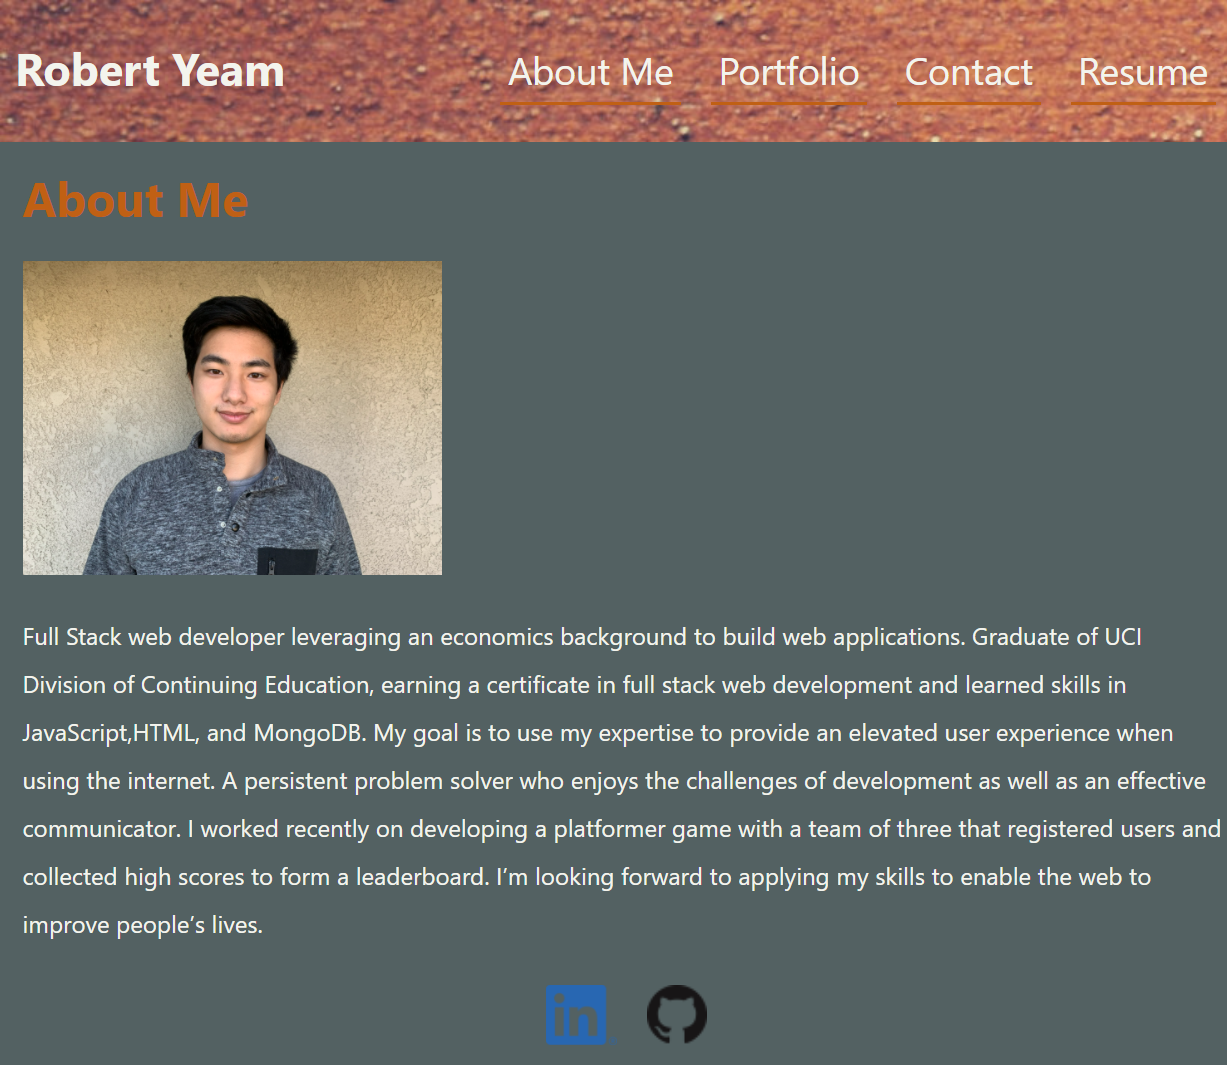 Robert Yeam
About Me
Portfolio
Contact
Resume
About Me
Full Stack web developer leveraging an economics background to build web applications. Graduate of UCI
Division of Continuing Education, earning a certificate in full stack web development and learned skills in
JavaScript,HTML, and MongoDB. My goal is to use my expertise to provide an elevated user experience when
using the internet. A persistent problem solver who enjoys the challenges of development as well as an effective
communicator. I worked recently on developing a platformer game with a team of three that registered users and
collected high scores to form a leaderboard. I’m looking forward to applying my skills to enable the web to
improve people’s lives.
in